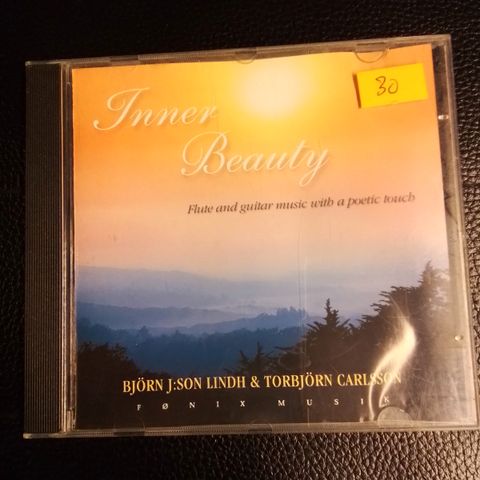 30
Inner
Beauty
Flute and guitar music with a poetic touch
BJÖRN J:SON LINDH & TORBJÖRN CARLSSON
FØNIX MUSIK